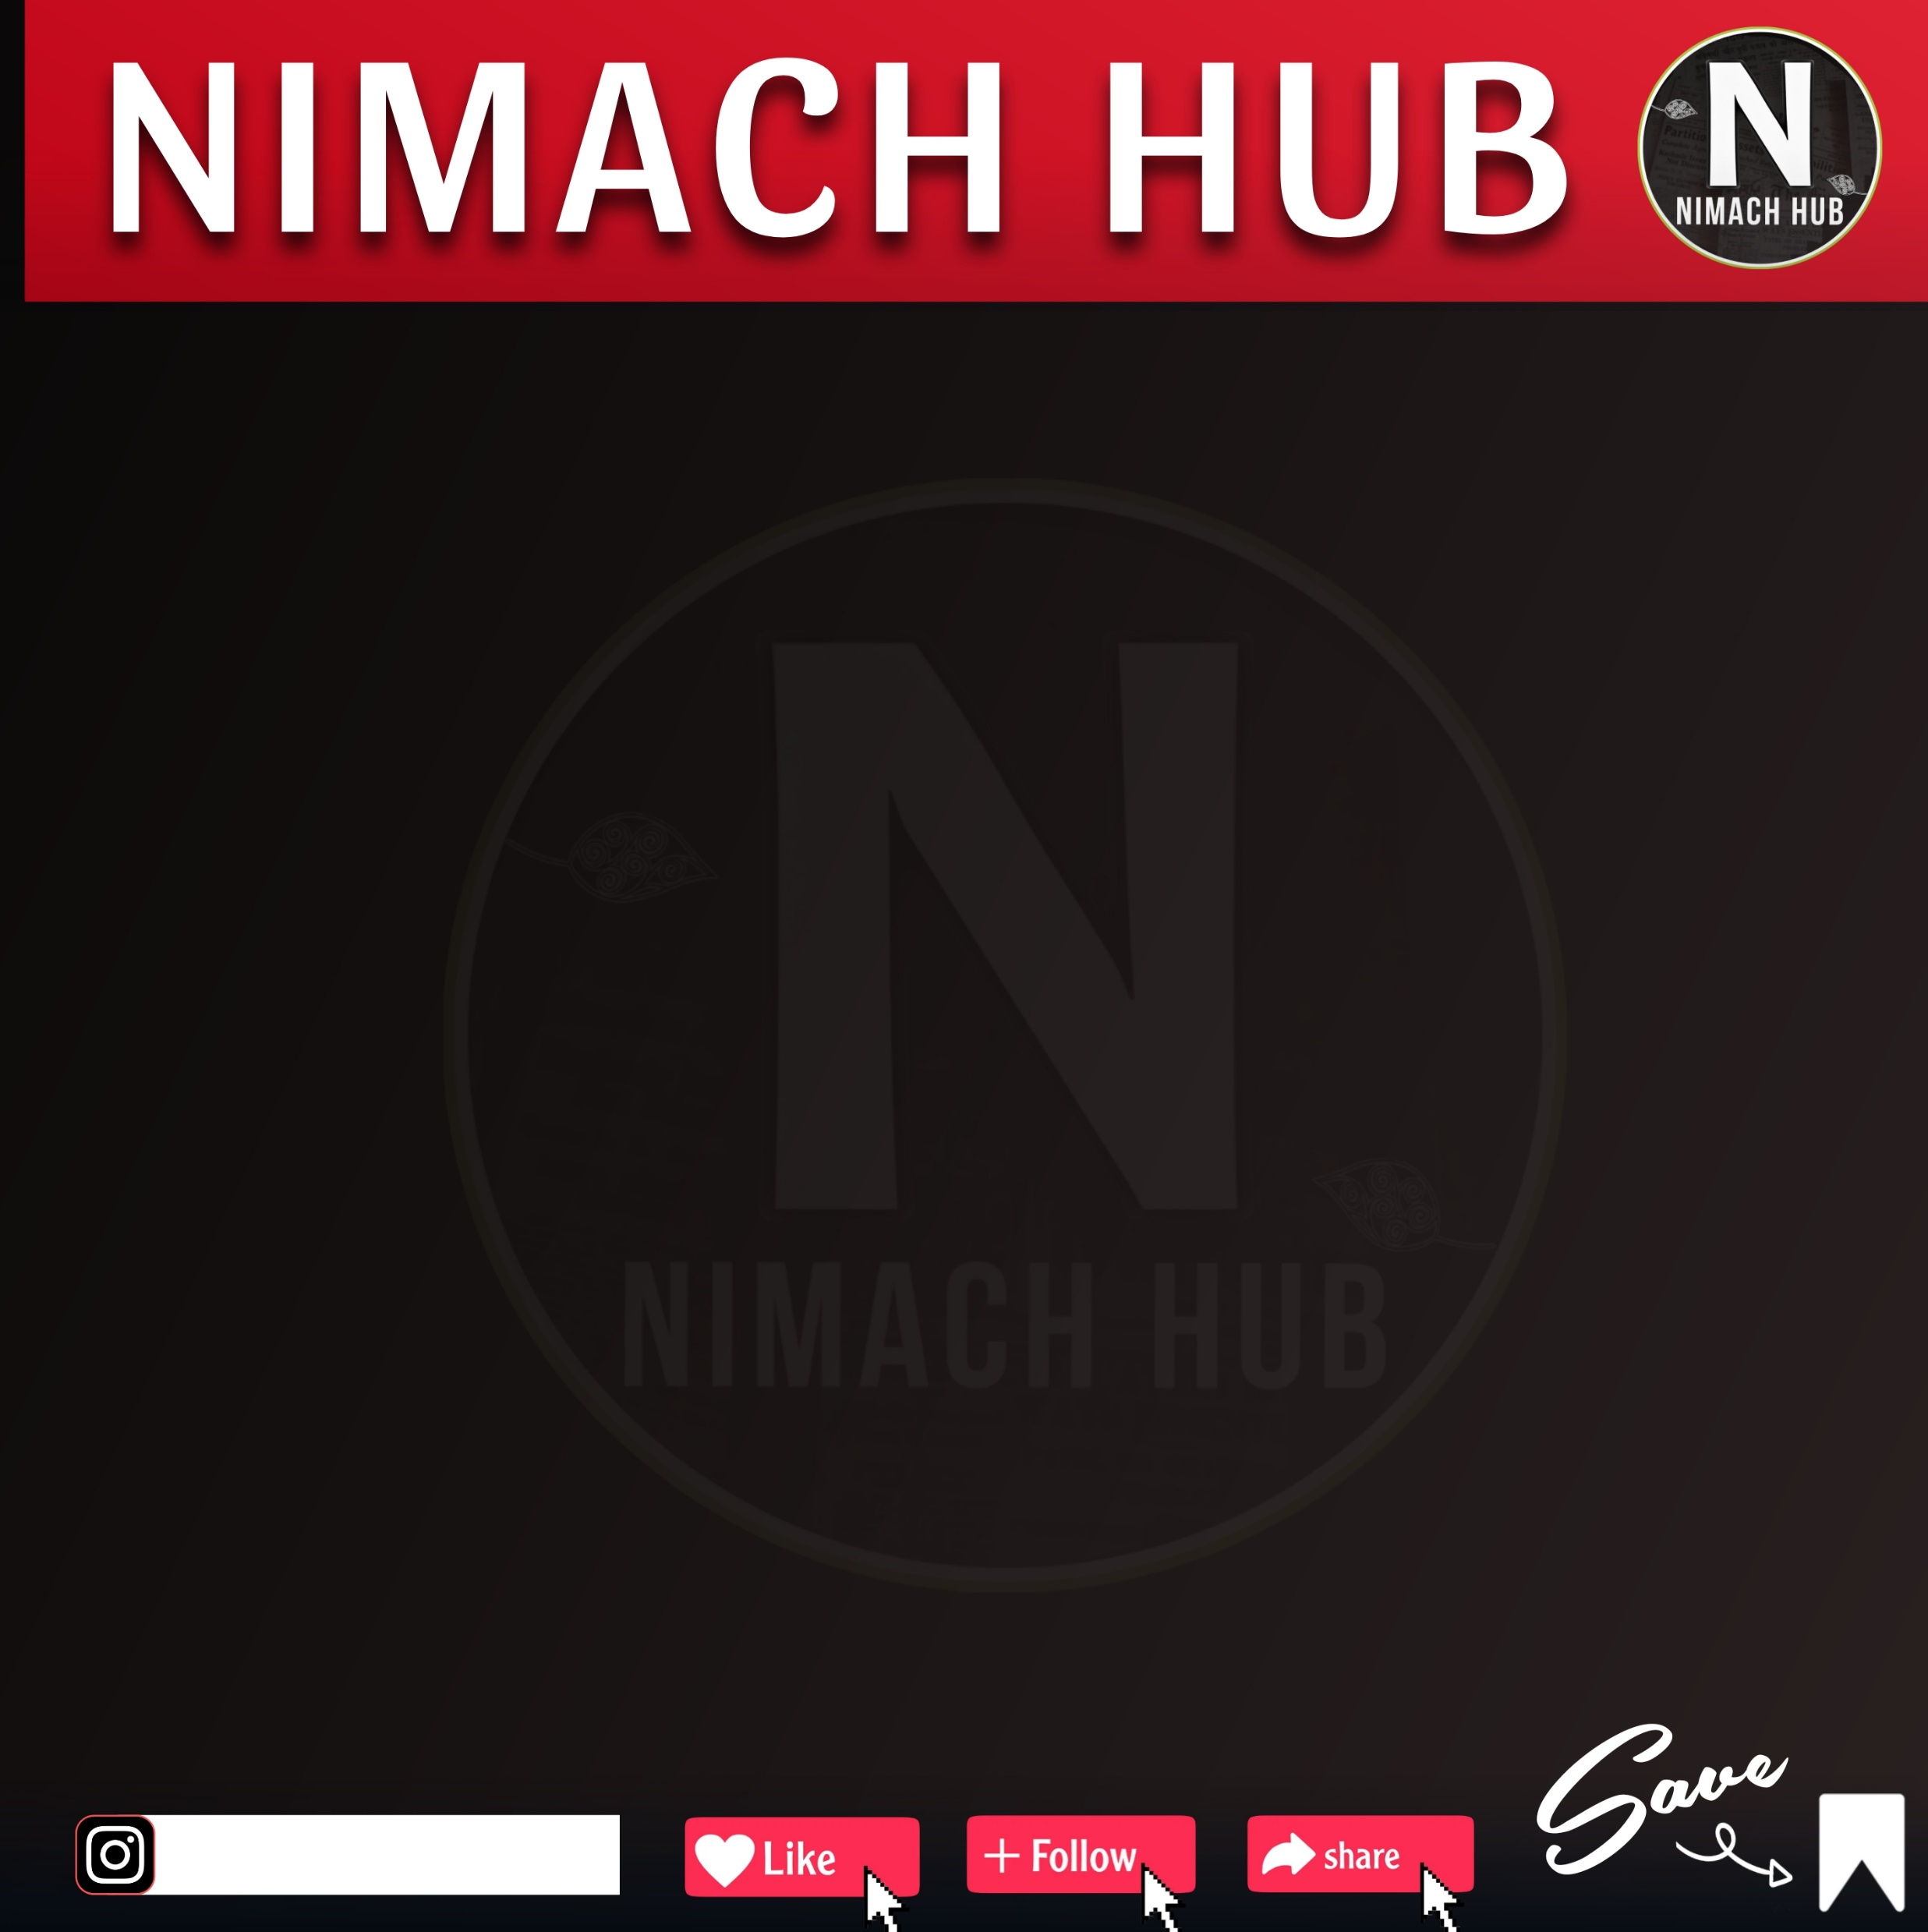 NIMACH HUB
N
NIMACH HUB
N
NIMACH HUB
Save
Like
+ Follow
share